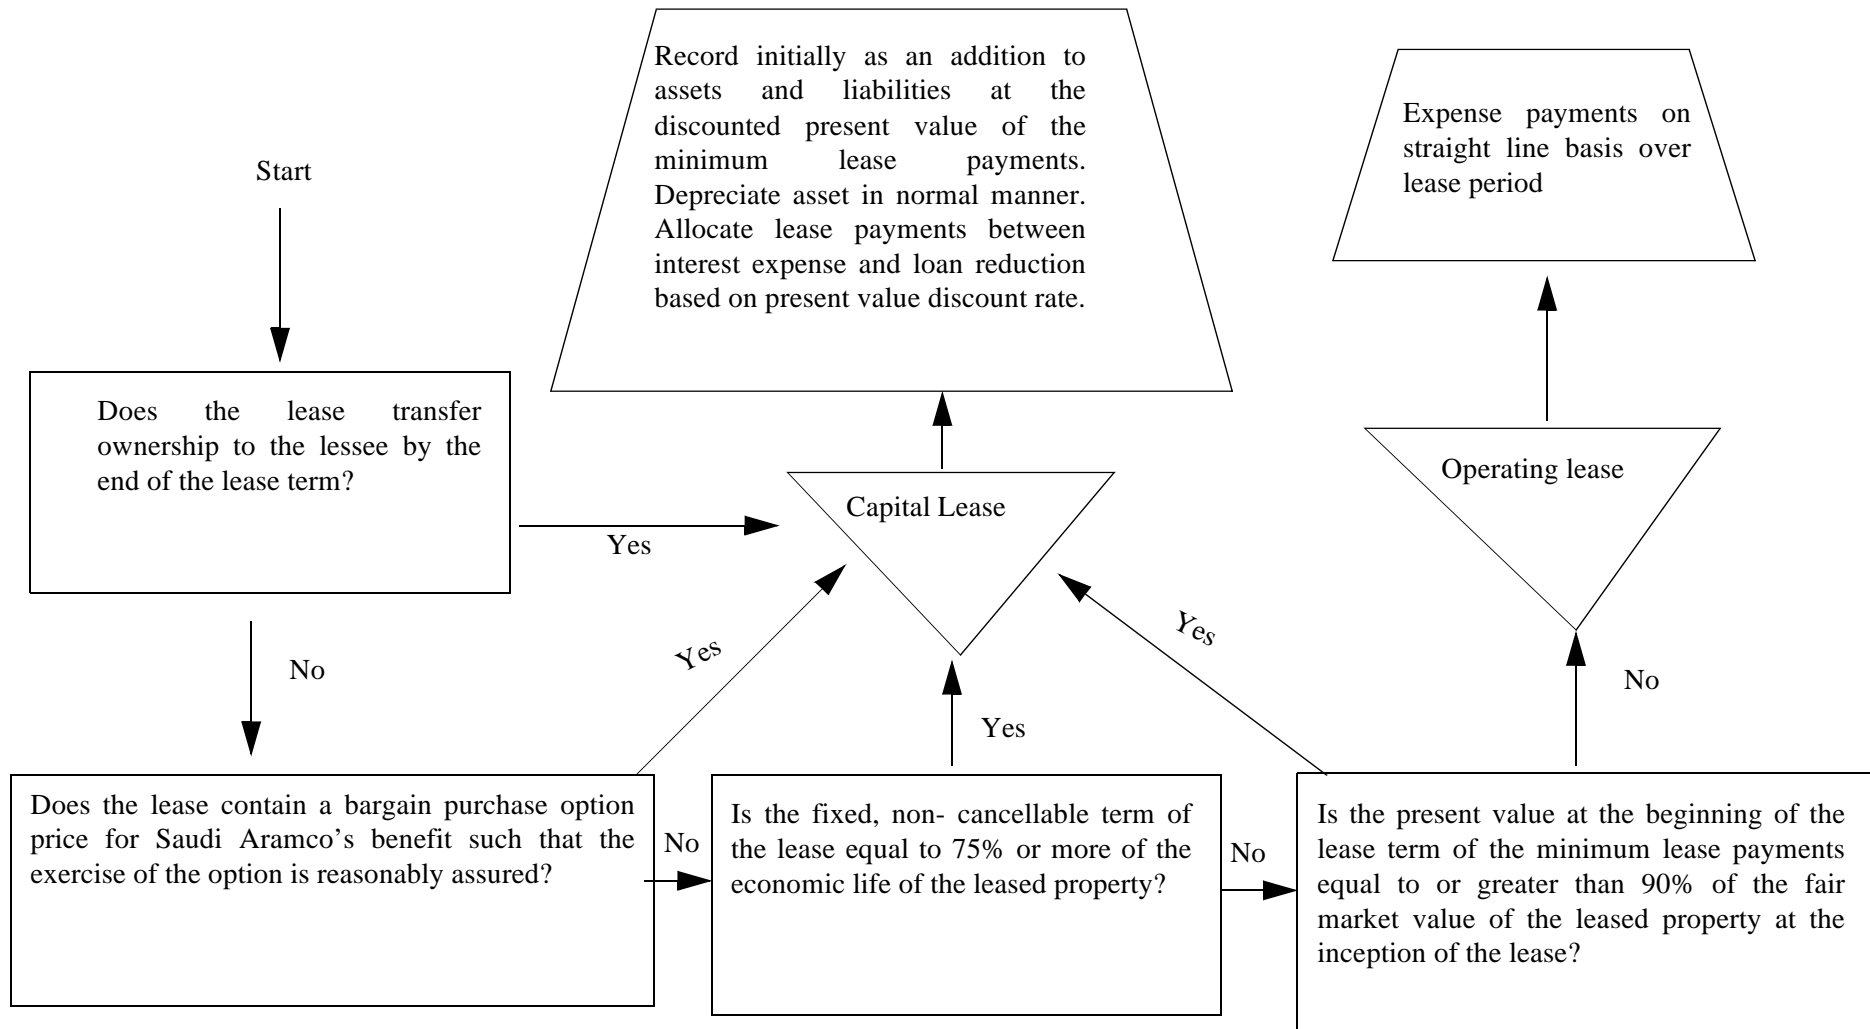 Start
Does the lease transfer
ownership to the lessee by the
end of the lease term?
Yes
No
Record initially as an addition to
assets and liabilities at the
discounted present value of the
minimum lease payments.
Depreciate asset in normal manner.
Allocate lease payments between
interest expense and loan reduction
based on present value discount rate.
Capital Lease
Expense payments on
straight line basis over
lease period
Operating lease
Yes
Yes
Yes
No
Does the lease contain a bargain purchase option
price for Saudi Aramco’s benefit such that the
exercise of the option is reasonably assured?
No
Is the fixed, non- cancellable term of
the lease equal to 75% or more of the
economic life of the leased property?
No
Is the present value at the beginning of the
lease term of the minimum lease payments
equal to or greater than 90% of the fair
market value of the leased property at the
inception of the lease?